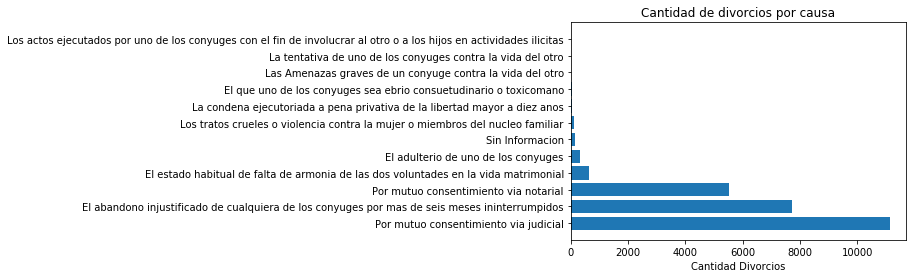 Cantidad de divorcios por causa
Los actos ejecutados por uno de los conyuges con el fin de involucrar al otro o a los hijos en actividades ilicitas
La tentativa de uno de los conyuges contra la vida del otro
Las Amenazas graves de un conyuge contra la vida del otro
El que uno de los conyuges sea ebrio consuetudinario o toxicomano
La condena ejecutoriada a pena privativa de la libertad mayor a diez anos
Los tratos crueles o violencia contra la mujer o miembros del nucleo familiar
Sin Informacion
El adulterio de uno de los conyuges
El estado habitual de falta de armonia de las dos voluntades en la vida matrimonial
Por mutuo consentimiento via notarial
El abandono injustificado de cualquiera de los conyuges por mas de seis meses ininterrumpidos
Por mutuo consentimiento via judicial
0 2000 4000 6000 8000 10000
Cantidad Divorcios